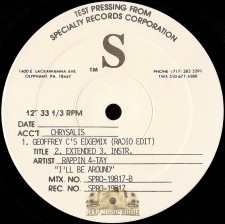 TEST PRESSING FROM
SPECIALTY RECORDS CORPORATION
S
TM
1400 E. LACKAWANNA AVE.
OLYPHANT, PA. 18447
PHONE: (717) 383 3291
TWX 510 671 4580
12" 33 1/3 RPM
DATE
ACC'T CHRYSALIS
1. GEOFFREY C'S EDGEMIX (RADIO EDIT)
TITLE 2. EXTENDED 3. INSTR.
ARTIST RAPPIN 4-TAY
"I'LL BE AROUND"
MTX. NO. SPRO-19817-B
REC. NO. SPRO-19817